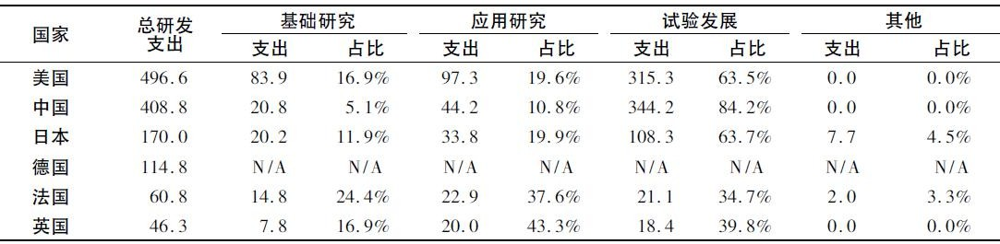 国家 总研发支出 基础研究 应用研究 试验发展 其他
支出 占比 支出 占比 支出 占比 支出 占比
美国 496.6 83.9 16.9% 97.3 19.6% 315.3 63.5% 0.0 0.0%
中国 408.8 20.8 5.1% 44.2 10.8% 344.2 84.2% 0.0 0.0%
日本 170.0 20.2 11.9% 33.8 19.9% 108.3 63.7% 7.7 4.5%
德国 114.8 N/A N/A N/A N/A N/A N/A N/A N/A
法国 60.8 14.8 24.4% 22.9 37.6% 21.1 34.7% 2.0 3.3%
英国 46.3 7.8 16.9% 20.0 43.3% 18.4 39.8% 0.0 0.0%